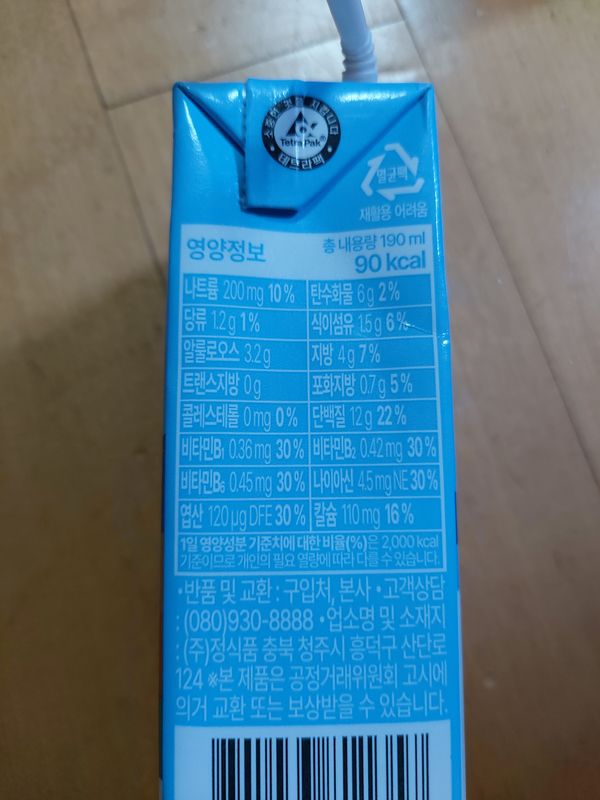 소중한 것을 지킵니다
Tetra Pak®
테트라팩
멸균팩
재활용 어려움
영양정보
총 내용량 190 ml
90 kcal
나트륨 200 mg 10 % 탄수화물 6 g 2 %
당류 1.2 g 1 % 식이섬유 1.5 g 6 %
알룰로오스 3.2 g 지방 4 g 7 %
트랜스지방 0 g 포화지방 0.7 g 5 %
콜레스테롤 0 mg 0 % 단백질 12 g 22 %
비타민B₁ 0.36 mg 30 % 비타민B₂ 0.42 mg 30 %
비타민B₆ 0.45 mg 30 % 나이아신 4.5 mg NE 30 %
엽산 120 μg DFE 30 % 칼슘 110 mg 16 %
1일 영양성분 기준치에 대한 비율(%)은 2,000 kcal
기준이므로 개인의 필요 열량에 따라 다를 수 있습니다.
•반품 및 교환 : 구입처, 본사 •고객상담
: (080)930-8888 •업소명 및 소재지
: (주)정식품 충북 청주시 흥덕구 산단로
124 ※본 제품은 공정거래위원회 고시에
의거 교환 또는 보상받을 수 있습니다.